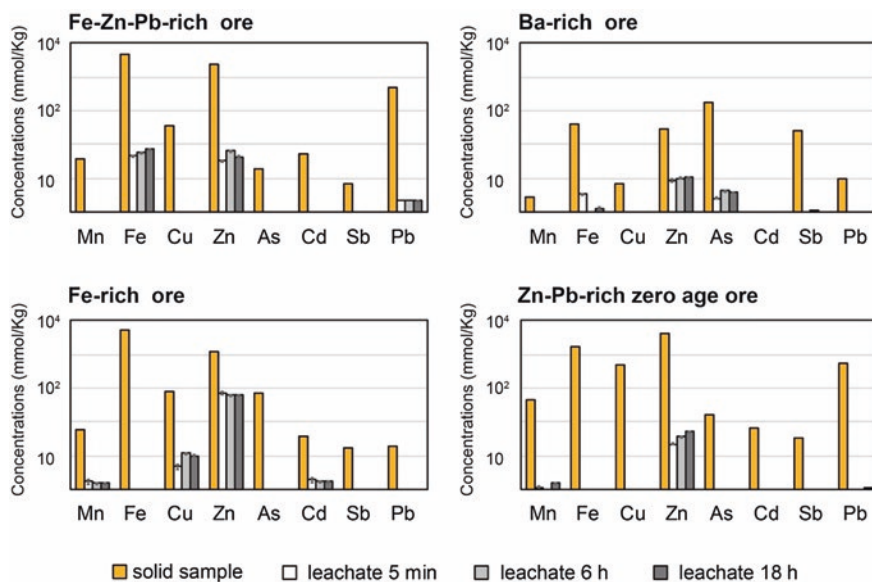 Fe-Zn-Pb-rich ore
Concentrations (mmol/Kg)
10⁴
10²
10
Mn Fe Cu Zn As Cd Sb Pb
Ba-rich ore
Concentrations (mmol/Kg)
10⁴
10²
10
Mn Fe Cu Zn As Cd Sb Pb
Fe-rich ore
Concentrations (mmol/Kg)
10⁴
10²
10
Mn Fe Cu Zn As Cd Sb Pb
Zn-Pb-rich zero age ore
Concentrations (mmol/Kg)
10⁴
10²
10
Mn Fe Cu Zn As Cd Sb Pb
solid sample leachate 5 min leachate 6 h leachate 18 h